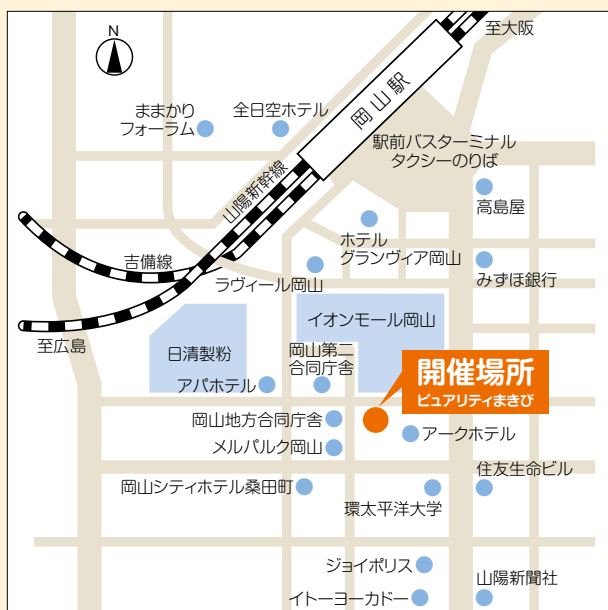 至大阪
N
岡山駅
ままかり
フォーラム
全日空ホテル
駅前バスターミナル
タクシーのりば
山陽新幹線
高島屋
ホテル
グランヴィア岡山
吉備線
ラヴィール岡山
みずほ銀行
イオンモール岡山
至広島
日清製粉
岡山第二
合同庁舎
開催場所
ピュアリティまきび
アパホテル
岡山地方合同庁舎
アークホテル
メルパルク岡山
住友生命ビル
岡山シティホテル桑田町
環太平洋大学
ジョイポリス
山陽新聞社
イトーヨーカドー